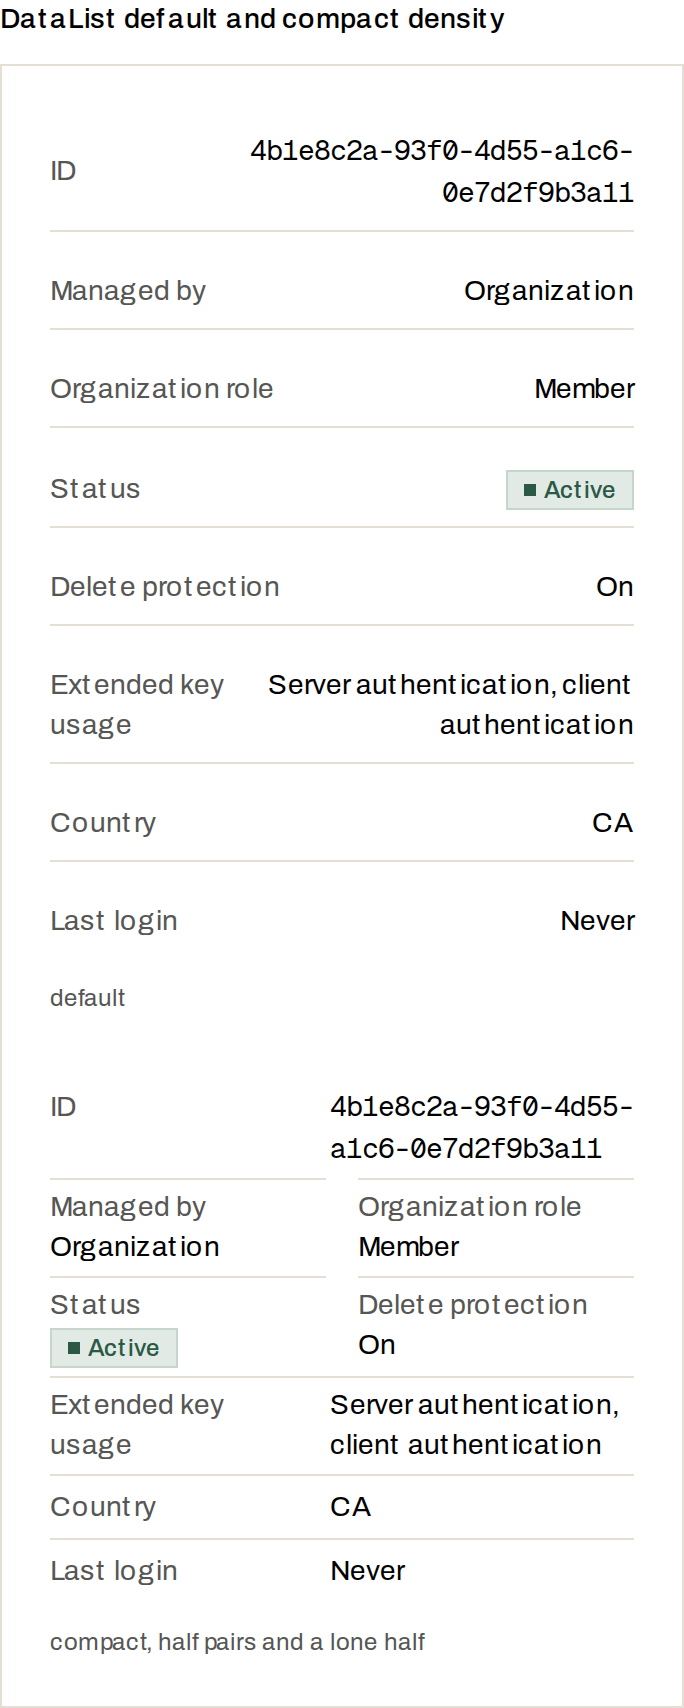 DataList default and compact density
ID
4b1e8c2a-93f0-4d55-a1c6-
0e7d2f9b3a11
Managed by
Organization
Organization role
Member
Status
Active
Delete protection
On
Extended key
usage
Server authentication, client
authentication
Country
CA
Last login
Never
default
ID
4b1e8c2a-93f0-4d55-
a1c6-0e7d2f9b3a11
Managed by
Organization
Organization role
Member
Status
Active
Delete protection
On
Extended key
usage
Server authentication,
client authentication
Country
CA
Last login
Never
compact, half pairs and a lone half